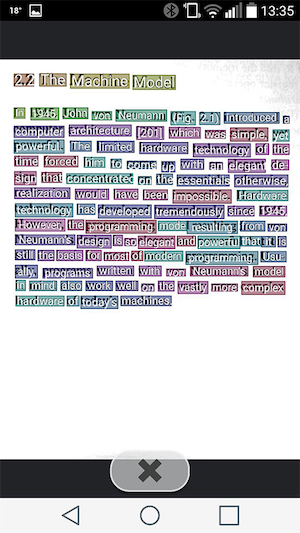 18°
13:35
2.2 The Machine Model
In 1945, John von Neumann (Fig. 2.1) introduced a
computer architecture [201] which was simple, yet
powerful. The limited hardware technology of the
time forced him to come up with an elegant de-
sign that concentrated on the essentials otherwise,
realization would have been impossible. Hardware
technology has developed tremendously since 1945.
However, the programming model resulting from von
Neumann's design is so elegant and powerful that it is
still the basis for most of modern programming. Usu-
ally, programs written with von Neumann's model
in mind also work well on the vastly more complex
hardware of today's machines.